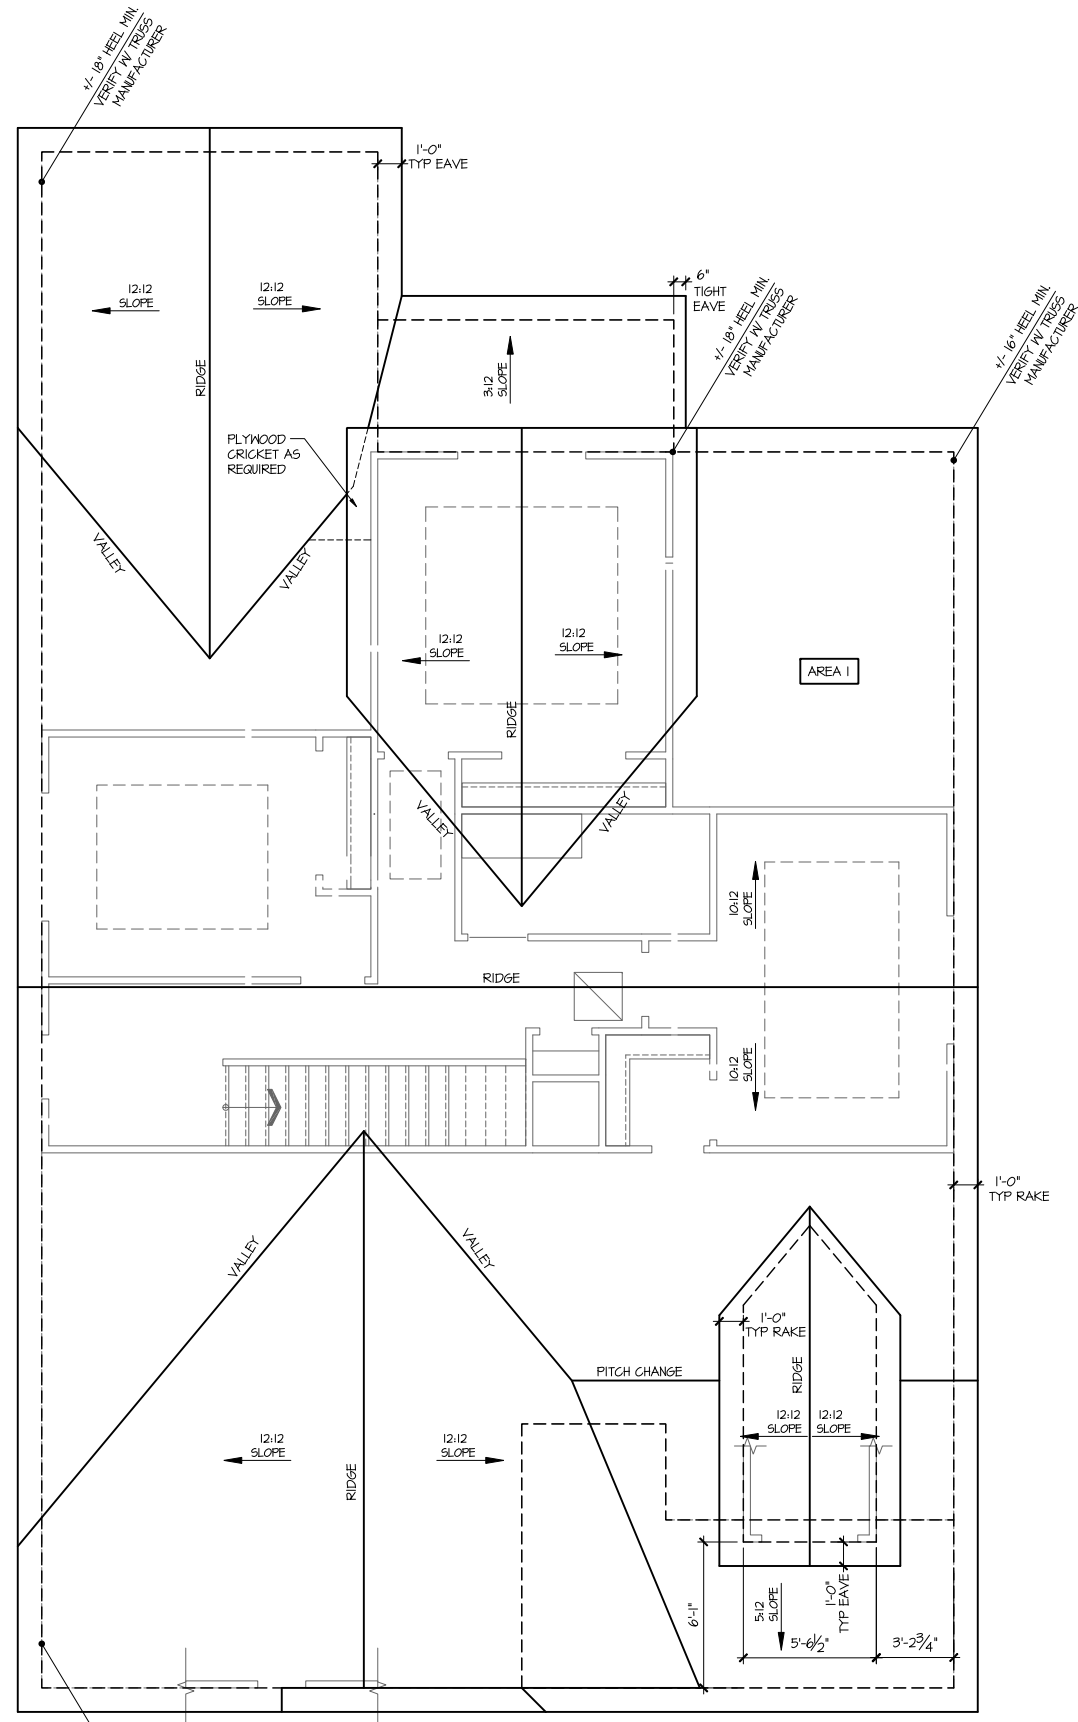 +/- 18" HEEL MIN.
VERIFY W/ TRUSS
MANUFACTURER
1'-0"
TYP EAVE
6"
TIGHT
EAVE
+/- 18" HEEL MIN.
VERIFY W/ TRUSS
MANUFACTURER
+/- 16" HEEL MIN.
VERIFY W/ TRUSS
MANUFACTURER
12:12
SLOPE
12:12
SLOPE
RIDGE
3:12
SLOPE
PLYWOOD
CRICKET AS
REQUIRED
VALLEY
VALLEY
12:12
SLOPE
12:12
SLOPE
AREA 1
RIDGE
VALLEY
VALLEY
10:12
SLOPE
RIDGE
10:12
SLOPE
1'-0"
TYP RAKE
VALLEY
VALLEY
1'-0"
TYP RAKE
PITCH CHANGE
RIDGE
12:12
SLOPE
12:12
SLOPE
12:12
SLOPE
12:12
SLOPE
RIDGE
6'-1"
5:12
SLOPE
1'-0"
TYP EAVE
5'-6 1/2"
3'-2 3/4"